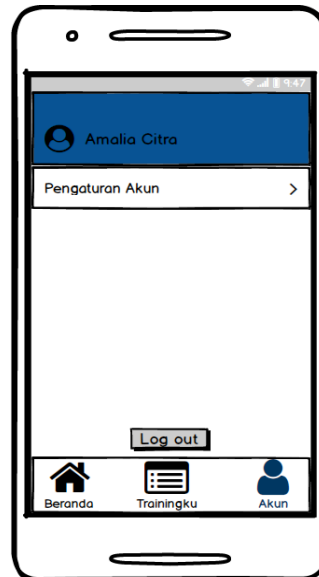 9.47
Amalia Citra
Pengaturan Akun
Log out
Beranda Trainingku Akun